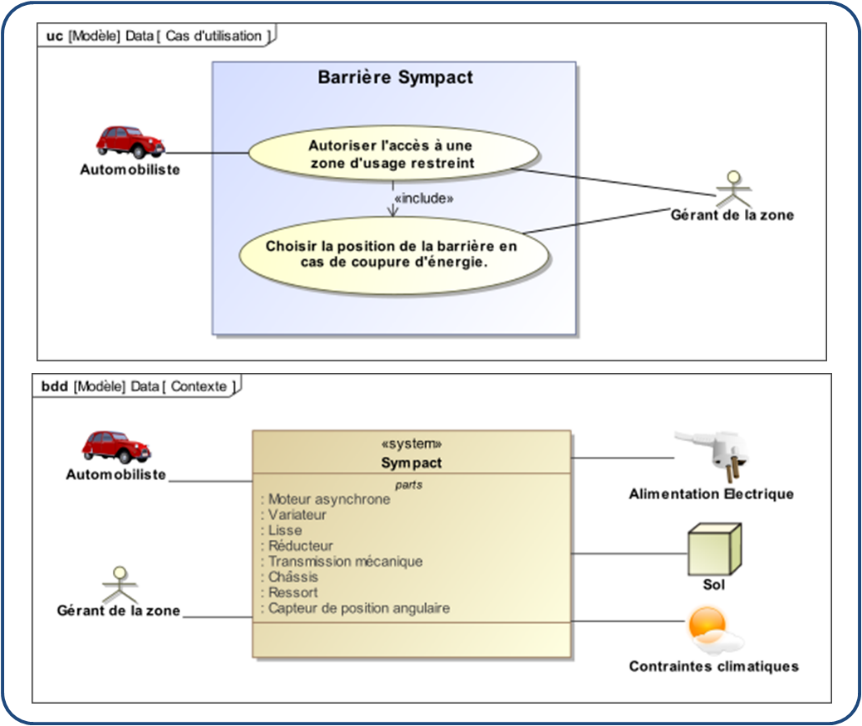 uc [Modèle] Data [ Cas d'utilisation ]
Barrière Sympact
Autoriser l'accès à une
zone d'usage restreint
Automobiliste
«include»
Gérant de la zone
Choisir la position de la barrière en
cas de coupure d'énergie.
bdd [Modèle] Data [ Contexte ]
«system»
Sympact
Automobiliste
parts
: Moteur asynchrone
: Variateur
: Lisse
: Réducteur
: Transmission mécanique
: Châssis
: Ressort
: Capteur de position angulaire
Gérant de la zone
Alimentation Electrique
Sol
Contraintes climatiques